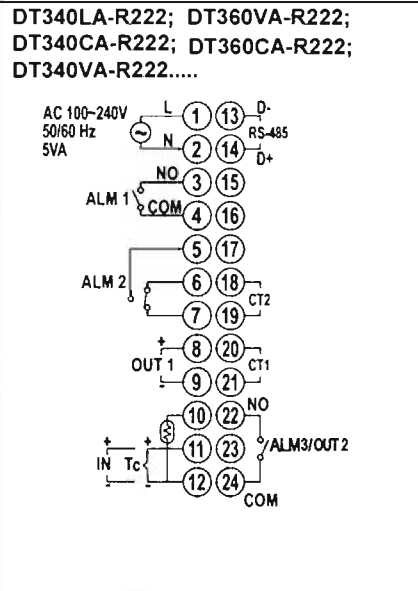 DT340LA-R222; DT360VA-R222;
DT340CA-R222; DT360CA-R222;
DT340VA-R222.....
AC 100~240V
50/60 Hz
5VA
L
~
N
1 13 D-
RS-485
2 14 D+
NO
3 15
ALM 1
COM
4 16
5 17
ALM 2
6 18
CT2
7 19
+
8 20
OUT 1
CT1
-
9 21
10 22 NO
+ +
11 23
ALM3/OUT 2
IN Tc
- -
12 24
COM